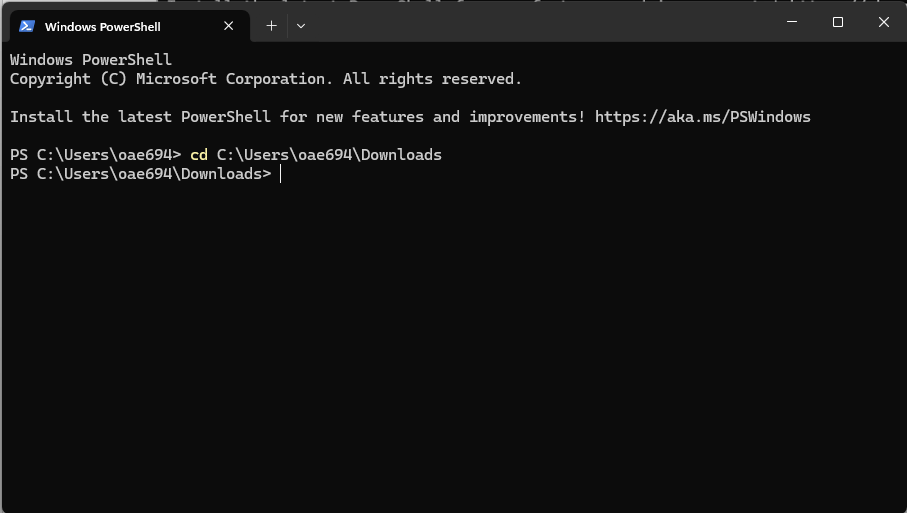 Windows PowerShell
Windows PowerShell
Copyright (C) Microsoft Corporation. All rights reserved.
Install the latest PowerShell for new features and improvements! https://aka.ms/PSWindows
PS C:\Users\oae694> cd C:\Users\oae694\Downloads
PS C:\Users\oae694\Downloads>